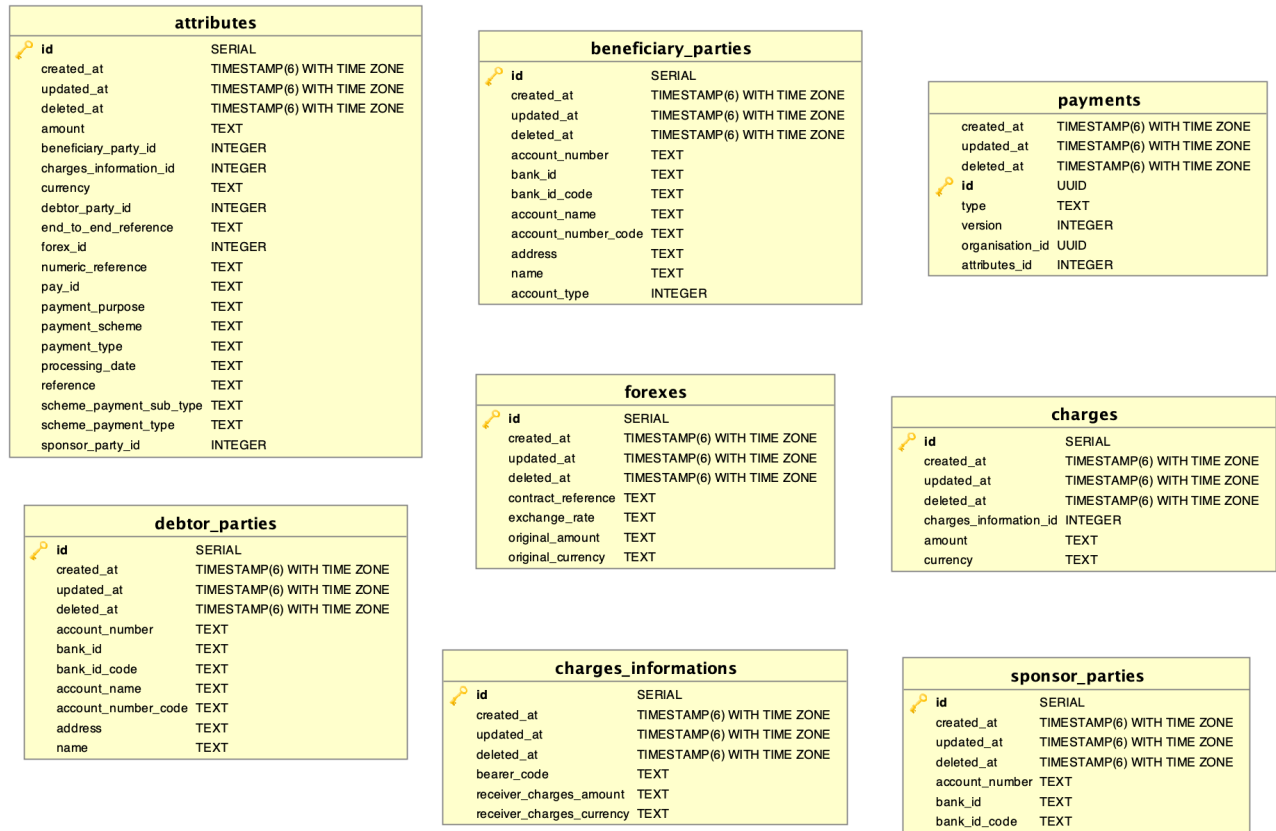 attributes
id SERIAL
created_at TIMESTAMP(6) WITH TIME ZONE
updated_at TIMESTAMP(6) WITH TIME ZONE
deleted_at TIMESTAMP(6) WITH TIME ZONE
amount TEXT
beneficiary_party_id INTEGER
charges_information_id INTEGER
currency TEXT
debtor_party_id INTEGER
end_to_end_reference TEXT
forex_id INTEGER
numeric_reference TEXT
pay_id TEXT
payment_purpose TEXT
payment_scheme TEXT
payment_type TEXT
processing_date TEXT
reference TEXT
scheme_payment_sub_type TEXT
scheme_payment_type TEXT
sponsor_party_id INTEGER
beneficiary_parties
id SERIAL
created_at TIMESTAMP(6) WITH TIME ZONE
updated_at TIMESTAMP(6) WITH TIME ZONE
deleted_at TIMESTAMP(6) WITH TIME ZONE
account_number TEXT
bank_id TEXT
bank_id_code TEXT
account_name TEXT
account_number_code TEXT
address TEXT
name TEXT
account_type INTEGER
payments
created_at TIMESTAMP(6) WITH TIME ZONE
updated_at TIMESTAMP(6) WITH TIME ZONE
deleted_at TIMESTAMP(6) WITH TIME ZONE
id UUID
type TEXT
version INTEGER
organisation_id UUID
attributes_id INTEGER
forexes
id SERIAL
created_at TIMESTAMP(6) WITH TIME ZONE
updated_at TIMESTAMP(6) WITH TIME ZONE
deleted_at TIMESTAMP(6) WITH TIME ZONE
contract_reference TEXT
exchange_rate TEXT
original_amount TEXT
original_currency TEXT
charges
id SERIAL
created_at TIMESTAMP(6) WITH TIME ZONE
updated_at TIMESTAMP(6) WITH TIME ZONE
deleted_at TIMESTAMP(6) WITH TIME ZONE
charges_information_id INTEGER
amount TEXT
currency TEXT
debtor_parties
id SERIAL
created_at TIMESTAMP(6) WITH TIME ZONE
updated_at TIMESTAMP(6) WITH TIME ZONE
deleted_at TIMESTAMP(6) WITH TIME ZONE
account_number TEXT
bank_id TEXT
bank_id_code TEXT
account_name TEXT
account_number_code TEXT
address TEXT
name TEXT
charges_informations
id SERIAL
created_at TIMESTAMP(6) WITH TIME ZONE
updated_at TIMESTAMP(6) WITH TIME ZONE
deleted_at TIMESTAMP(6) WITH TIME ZONE
bearer_code TEXT
receiver_charges_amount TEXT
receiver_charges_currency TEXT
sponsor_parties
id SERIAL
created_at TIMESTAMP(6) WITH TIME ZONE
updated_at TIMESTAMP(6) WITH TIME ZONE
deleted_at TIMESTAMP(6) WITH TIME ZONE
account_number TEXT
bank_id TEXT
bank_id_code TEXT